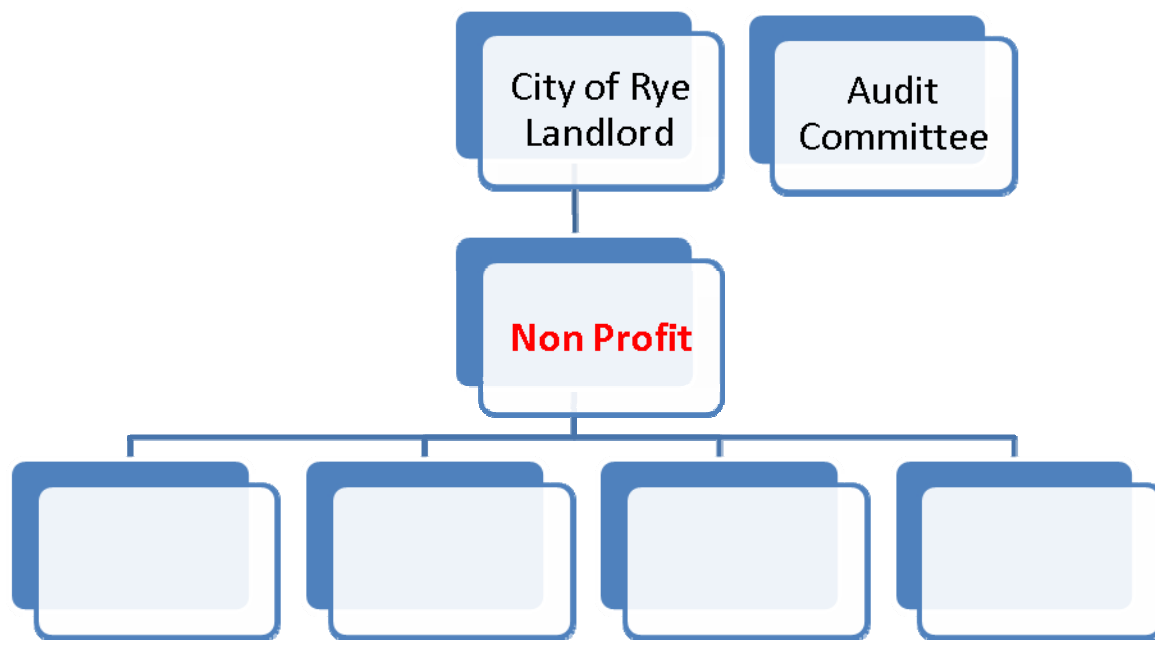 City of Rye
Landlord
Audit
Committee
Non Profit